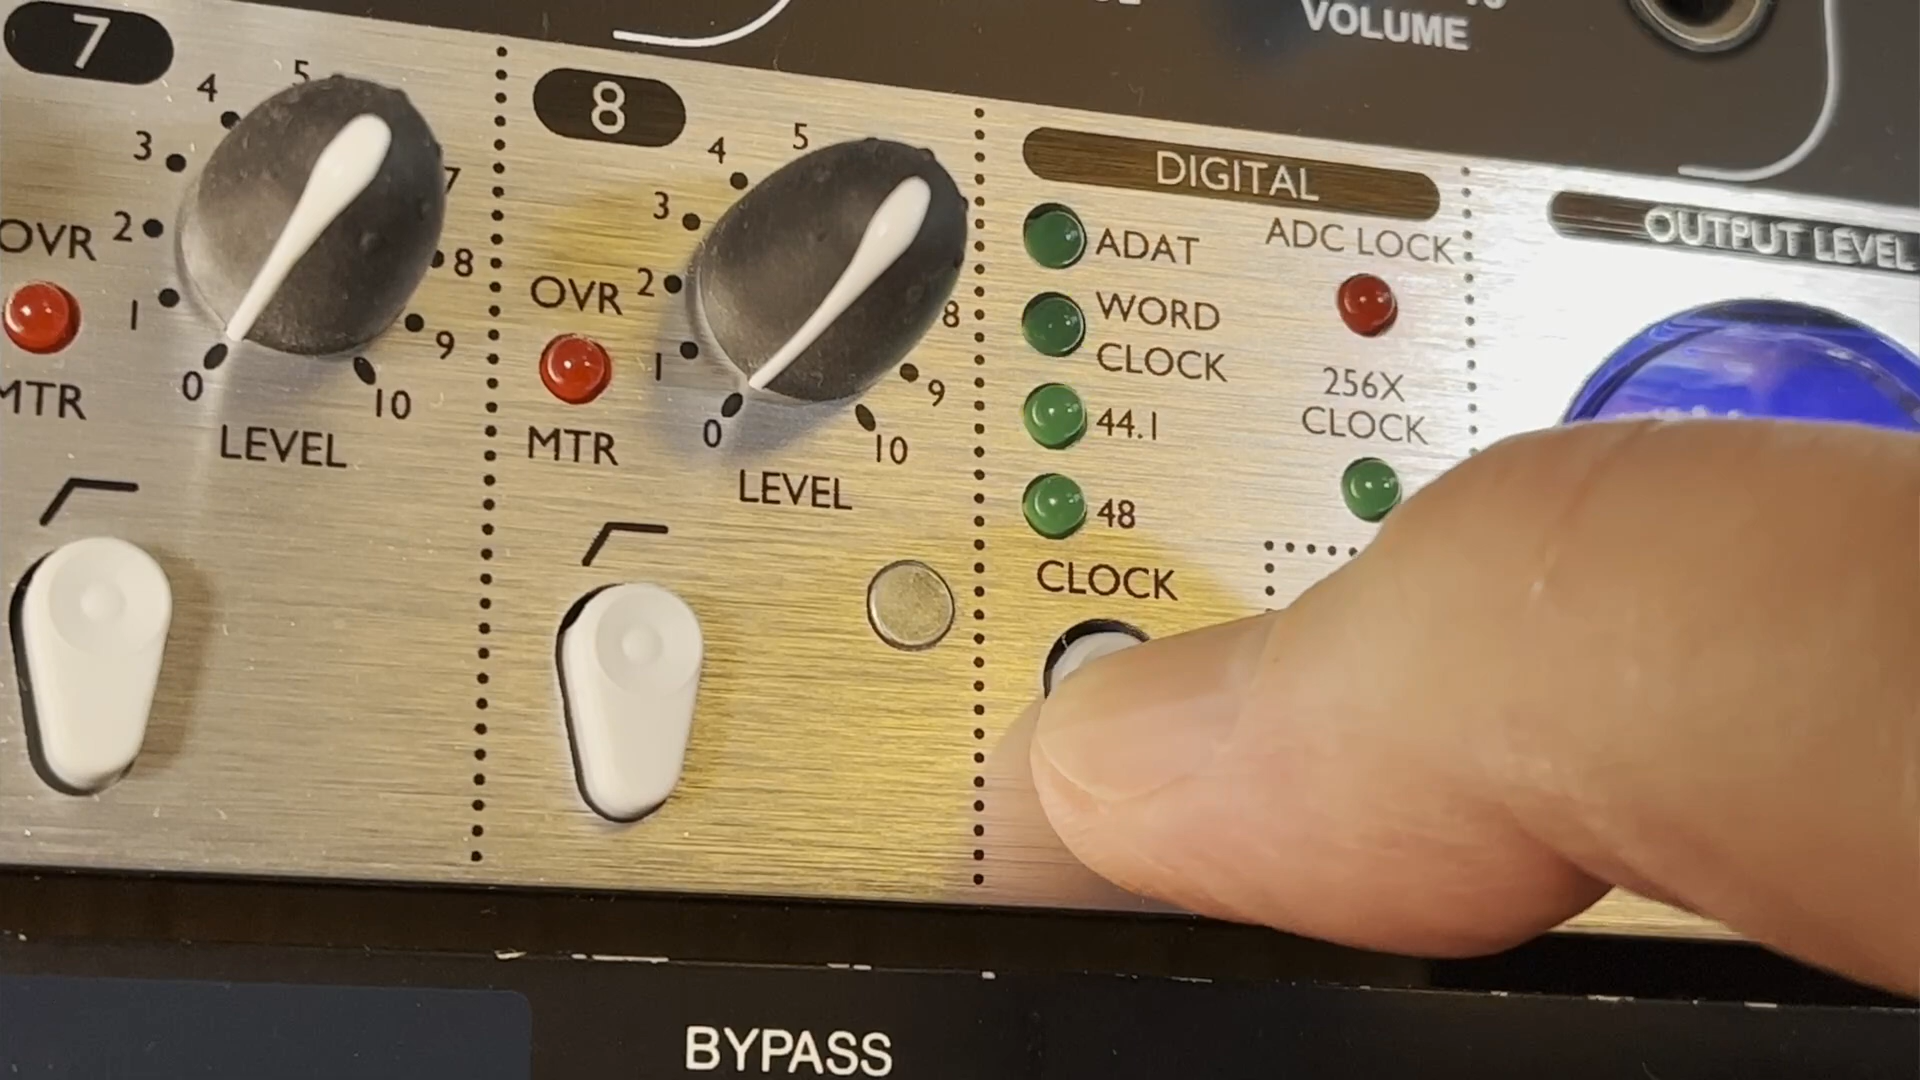 VOLUME
7
5
4
3
7
OVR
2
8
1
9
0
10
MTR
LEVEL
8
5
4
3
OVR
2
8
1
9
0
10
MTR
LEVEL
DIGITAL
ADAT
ADC LOCK
WORD
CLOCK
256X
CLOCK
44.1
48
CLOCK
OUTPUT LEVEL
BYPASS